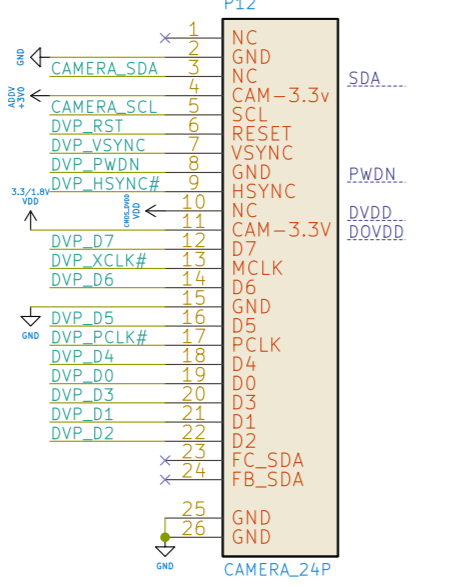 P12
1 NC
GND 2 GND
CAMERA_SDA 3 NC SDA
ADDV +3V0 4 CAM-3.3v
CAMERA_SCL 5 SCL
DVP_RST 6 RESET
DVP_VSYNC 7 VSYNC
DVP_PWDN 8 GND PWDN
DVP_HSYNC# 9 HSYNC
3.3/1.8V VDD
CMOS_DVDD VDD 10 NC DVDD
11 CAM-3.3V DOVDD
DVP_D7 12 D7
DVP_XCLK# 13 MCLK
DVP_D6 14 D6
15 GND
GND
DVP_D5 16 D5
DVP_PCLK# 17 PCLK
DVP_D4 18 D4
DVP_D0 19 D0
DVP_D3 20 D3
DVP_D1 21 D1
DVP_D2 22 D2
23 FC_SDA
24 FB_SDA
25 GND
26 GND
GND
CAMERA_24P